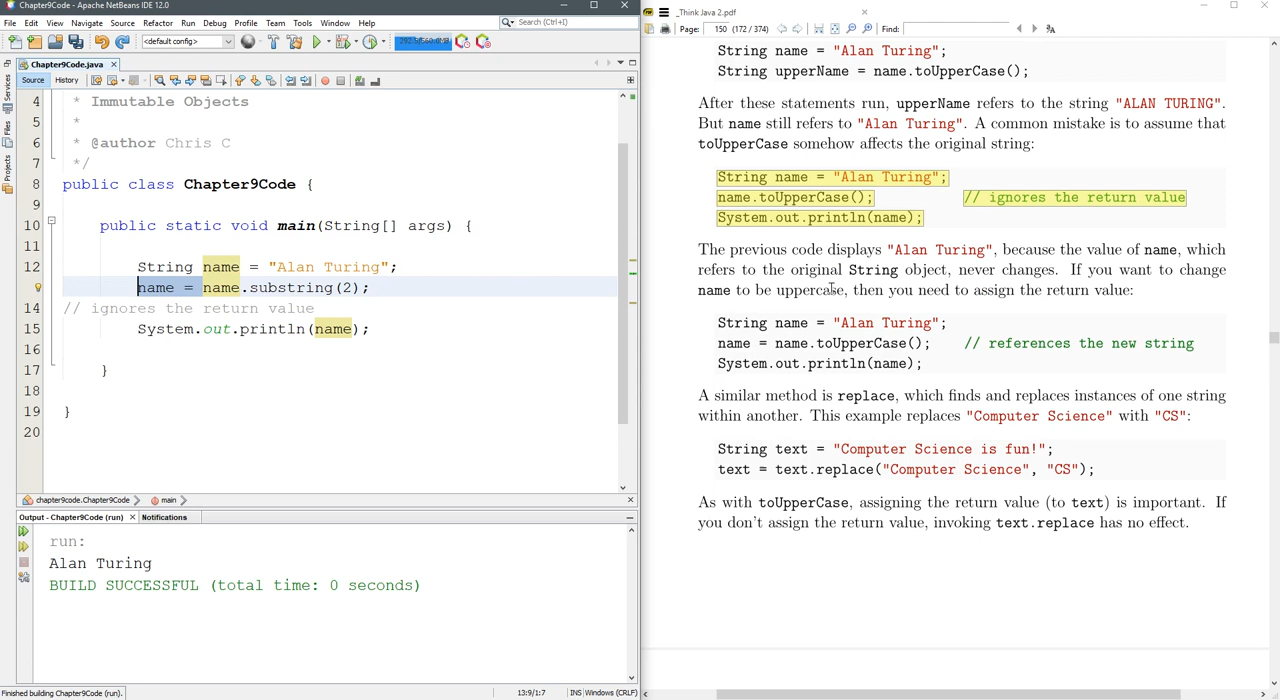 Chapter9Code - Apache NetBeans IDE 12.0
File Edit View Navigate Source Refactor Run Debug Profile Team Tools Window Help
Search (Ctrl+I)
<default config>
Chapter9Code.java
Source History
Services
Files
Projects
4 * Immutable Objects
5 *
6 * @author Chris C
7 */
8 public class Chapter9Code {
9
10 public static void main(String[] args) {
11
12 String name = "Alan Turing";
name = name.substring(2);
14 // ignores the return value
15 System.out.println(name);
16
17 }
18
19 }
20
chapter9code.Chapter9Code main
Output - Chapter9Code (run) Notifications
run:
Alan Turing
BUILD SUCCESSFUL (total time: 0 seconds)
Finished building Chapter9Code (run). 13:9/1:7 INS Windows (CRLF)
_Think Java 2.pdf
Page: 150 (172 / 374) Find:
String name = "Alan Turing";
String upperName = name.toUpperCase();
After these statements run, upperName refers to the string "ALAN TURING".
But name still refers to "Alan Turing". A common mistake is to assume that
toUpperCase somehow affects the original string:
String name = "Alan Turing";
name.toUpperCase(); // ignores the return value
System.out.println(name);
The previous code displays "Alan Turing", because the value of name, which
refers to the original String object, never changes. If you want to change
name to be uppercase, then you need to assign the return value:
String name = "Alan Turing";
name = name.toUpperCase(); // references the new string
System.out.println(name);
A similar method is replace, which finds and replaces instances of one string
within another. This example replaces "Computer Science" with "CS":
String text = "Computer Science is fun!";
text = text.replace("Computer Science", "CS");
As with toUpperCase, assigning the return value (to text) is important. If
you don't assign the return value, invoking text.replace has no effect.